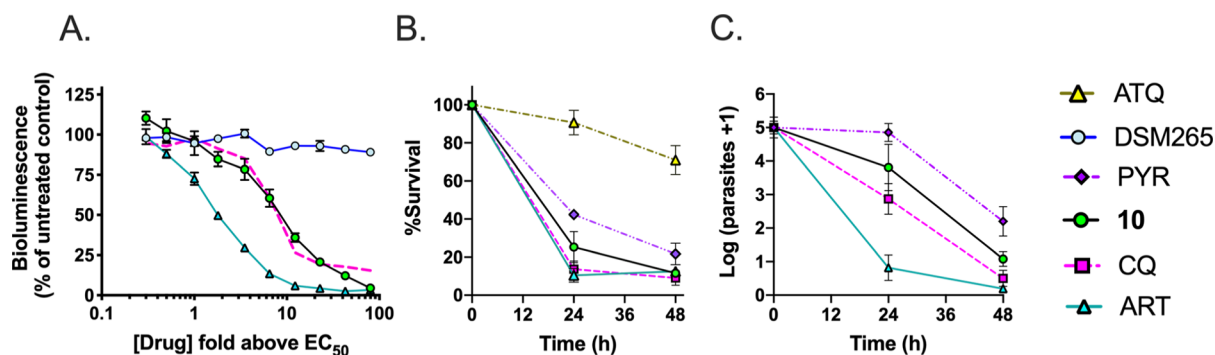 A.
B.
C.
Bioluminescence
(% of untreated control)
125
100
75
50
25
0
0.1
1
10
100
[Drug] fold above EC50
%Survival
100
80
60
40
20
0
0
12
24
36
48
Time (h)
Log (parasites +1)
6
5
4
3
2
1
0
0
12
24
36
48
Time (h)
ATQ
DSM265
PYR
10
CQ
ART